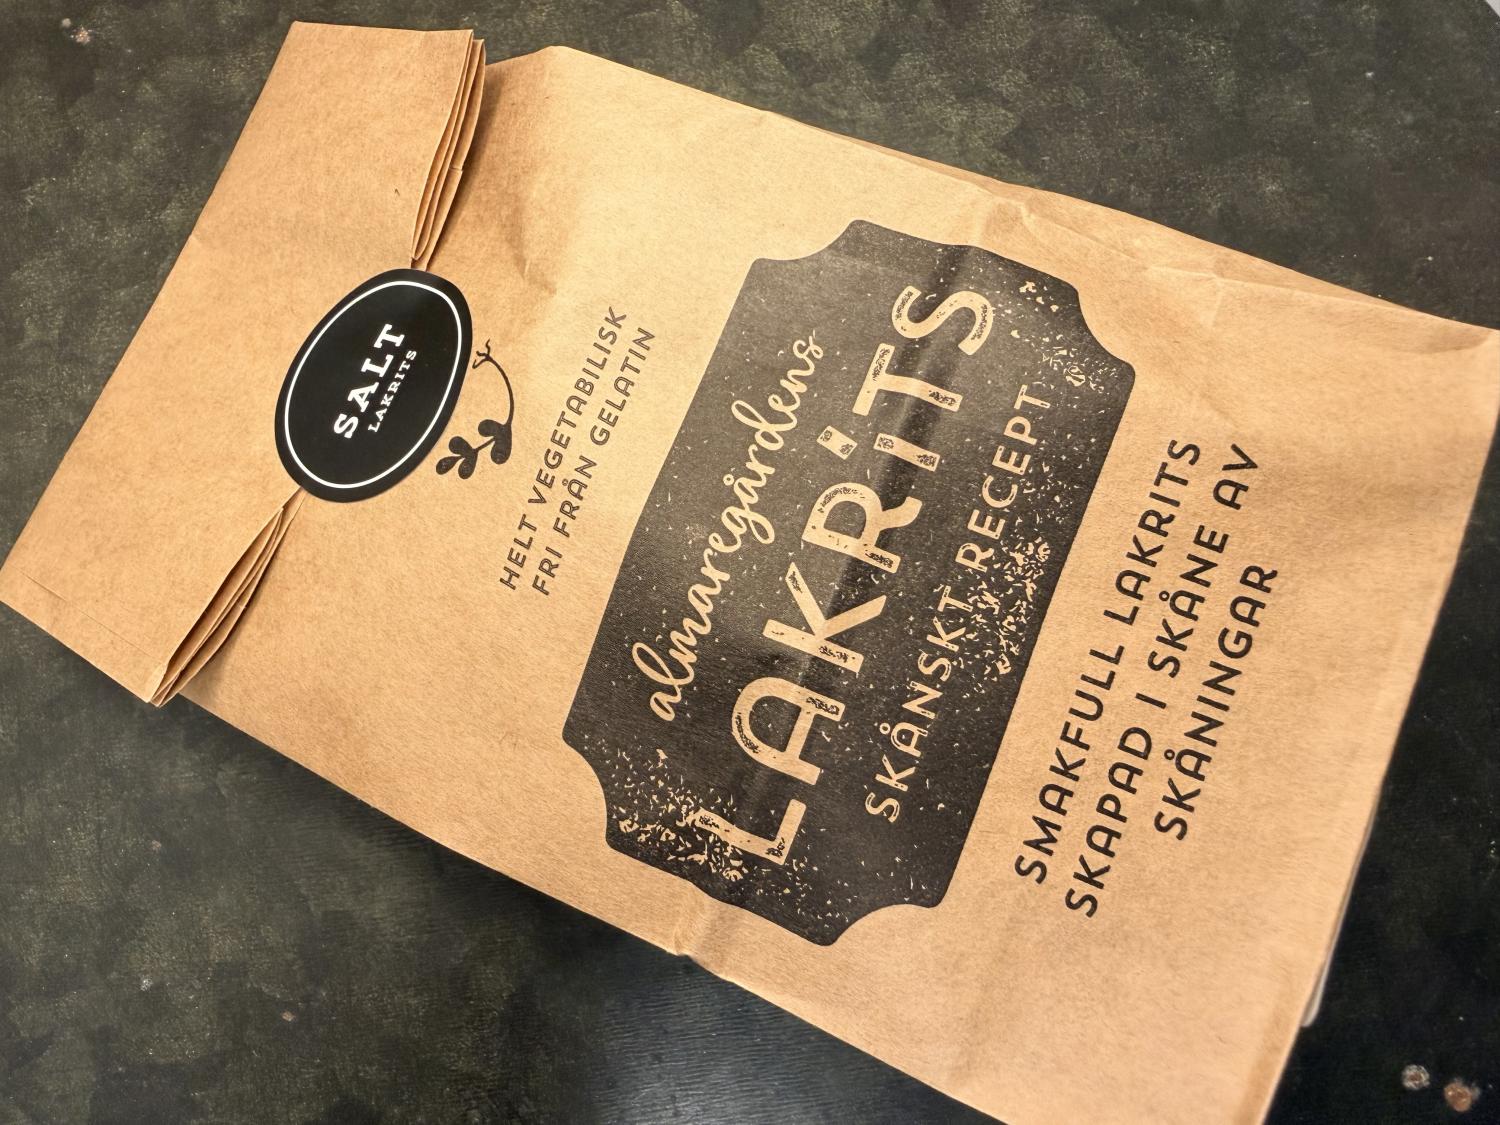 SALT
LAKRITS
HELT VEGETABILISK
FRI FRÅN GELATIN
almaregårdens
LAKRiTS
SKÅNSKT RECEPT
SMAKFULL LAKRITS
SKAPAD I SKÅNE AV
SKÅNINGAR